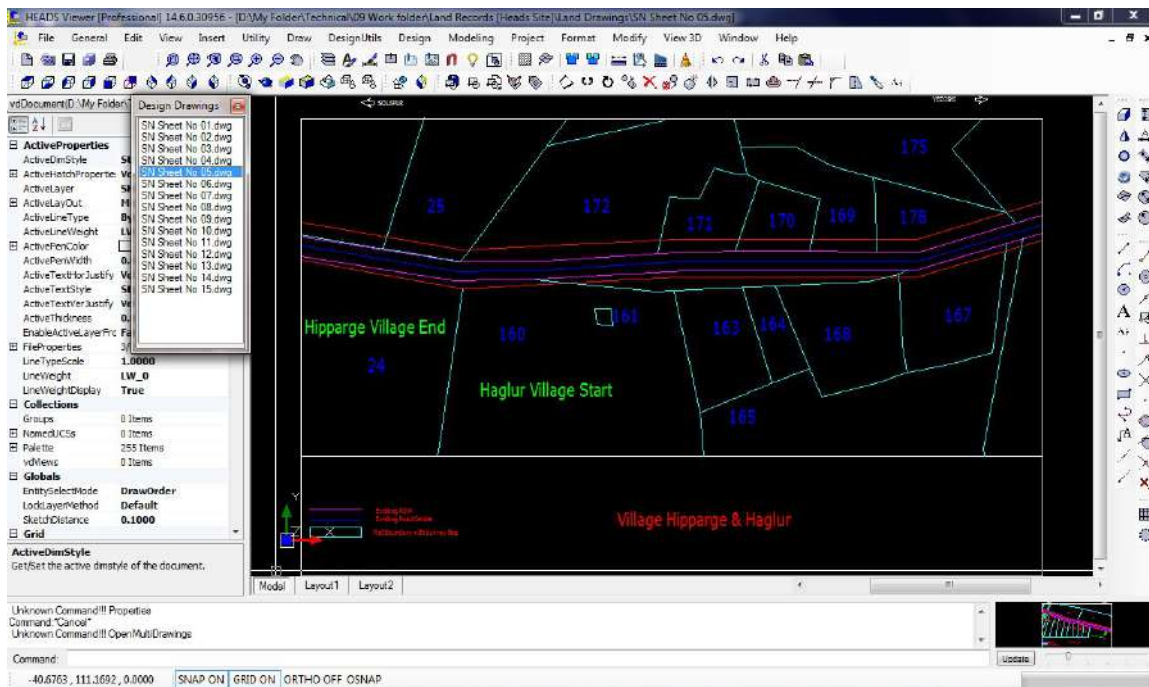 HEADS Viewer [Professional] 14.6.0.30956 - [D:\My Folder\Technical\09 Work folder\Land Records [Heads Site]\Land Drawings\SN Sheet No 05.dwg]
File General Edit View Insert Utility Draw DesignUtils Design Modeling Project Format Modify View 3D Window Help
vdDocument(D:\My Folder\
Design Drawings
SN Sheet No 01.dwg
SN Sheet No 02.dwg
SN Sheet No 03.dwg
SN Sheet No 04.dwg
SN Sheet No 05.dwg
SN Sheet No 06.dwg
SN Sheet No 07.dwg
SN Sheet No 08.dwg
SN Sheet No 09.dwg
SN Sheet No 10.dwg
SN Sheet No 11.dwg
SN Sheet No 12.dwg
SN Sheet No 13.dwg
SN Sheet No 14.dwg
SN Sheet No 15.dwg
ActiveProperties
ActiveDimStyle
ActiveHatchPropertie
ActiveLayer
ActiveLayOut
ActiveLineType
ActiveLineWeight
ActivePenColor
ActivePenWidth
ActiveTextHorJustify
ActiveTextStyle
ActiveTextVerJustify
ActiveThickness
EnableActiveLayerFrc
FileProperties
LineTypeScale 1.0000
LineWeight LW_0
LineWeightDisplay True
Collections
Groups 0 Items
NamedUCSs 0 Items
Palette 255 Items
vdViews 0 Items
Globals
EntitySelectMode DrawOrder
LockLayerMethod Default
SketchDistance 0.1000
Grid
ActiveDimStyle
Get/Set the active dimstyle of the document.
175
25 172 171 170 169 178
Hipparge Village End
24
160 161 163 164 168 167
Haglur Village Start
165
Village Hipparge & Haglur
Y
Z X
Model Layout1 Layout2
Unknown Command!!! Properties
Command:"Cancel"
Unknown Command!!! OpenMultiDrawings
Command:
Update
-40.6763 , 111.1692 , 0.0000 SNAP ON GRID ON ORTHO OFF OSNAP